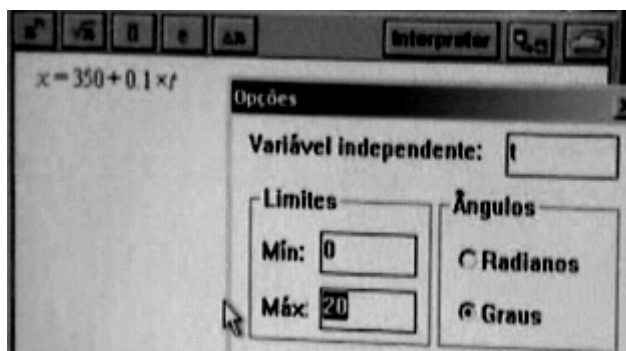 Interpretar
x = 350 + 0.1 × t
Opções
Variável independente: t
Limites
Mín: 0
Máx: 20
Ângulos
Radianos
Graus